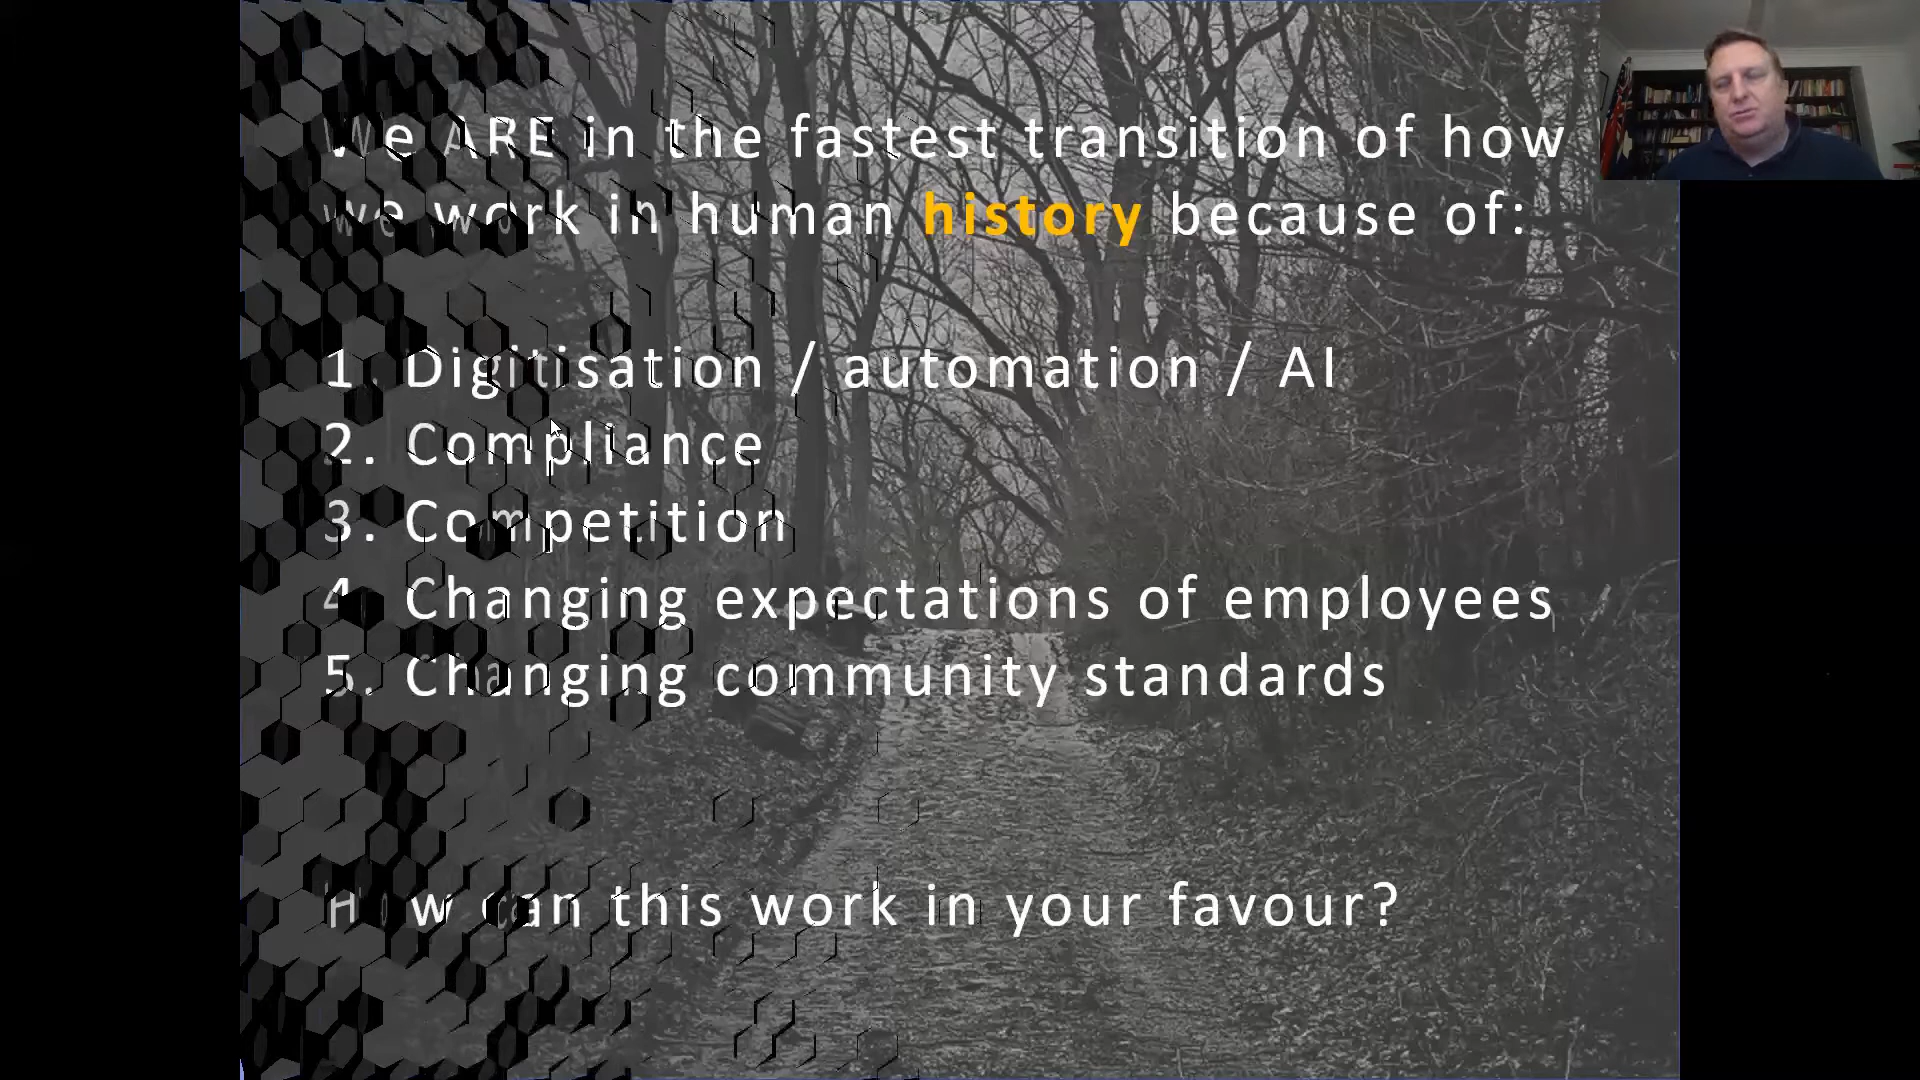 We ARE in the fastest transition of how
we work in human history because of:
1. Digitisation / automation / AI
2. Compliance
3. Competition
4. Changing expectations of employees
5. Changing community standards
How can this work in your favour?